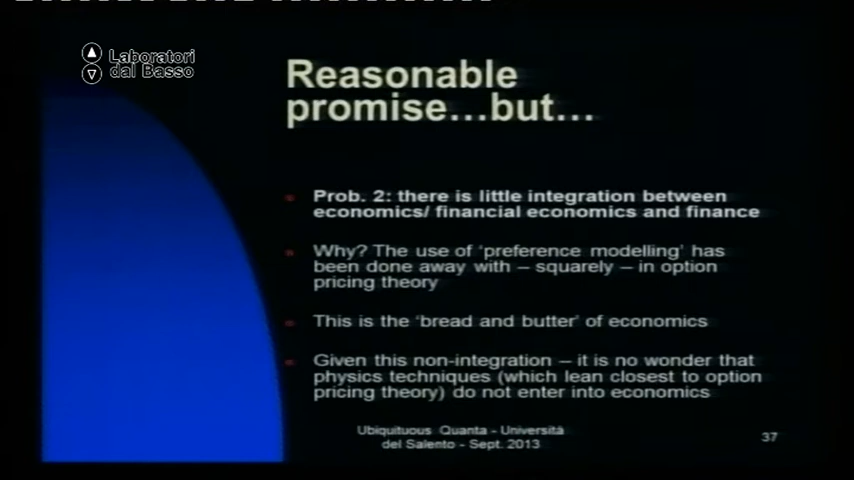 Laboratori
dal Basso
Reasonable
promise...but...
Prob. 2: there is little integration between
economics/ financial economics and finance
Why? The use of 'preference modelling' has
been done away with – squarely – in option
pricing theory
This is the 'bread and butter' of economics
Given this non-integration – it is no wonder that
physics techniques (which lean closest to option
pricing theory) do not enter into economics
Ubiquituous Quanta - Università
del Salento - Sept. 2013
37